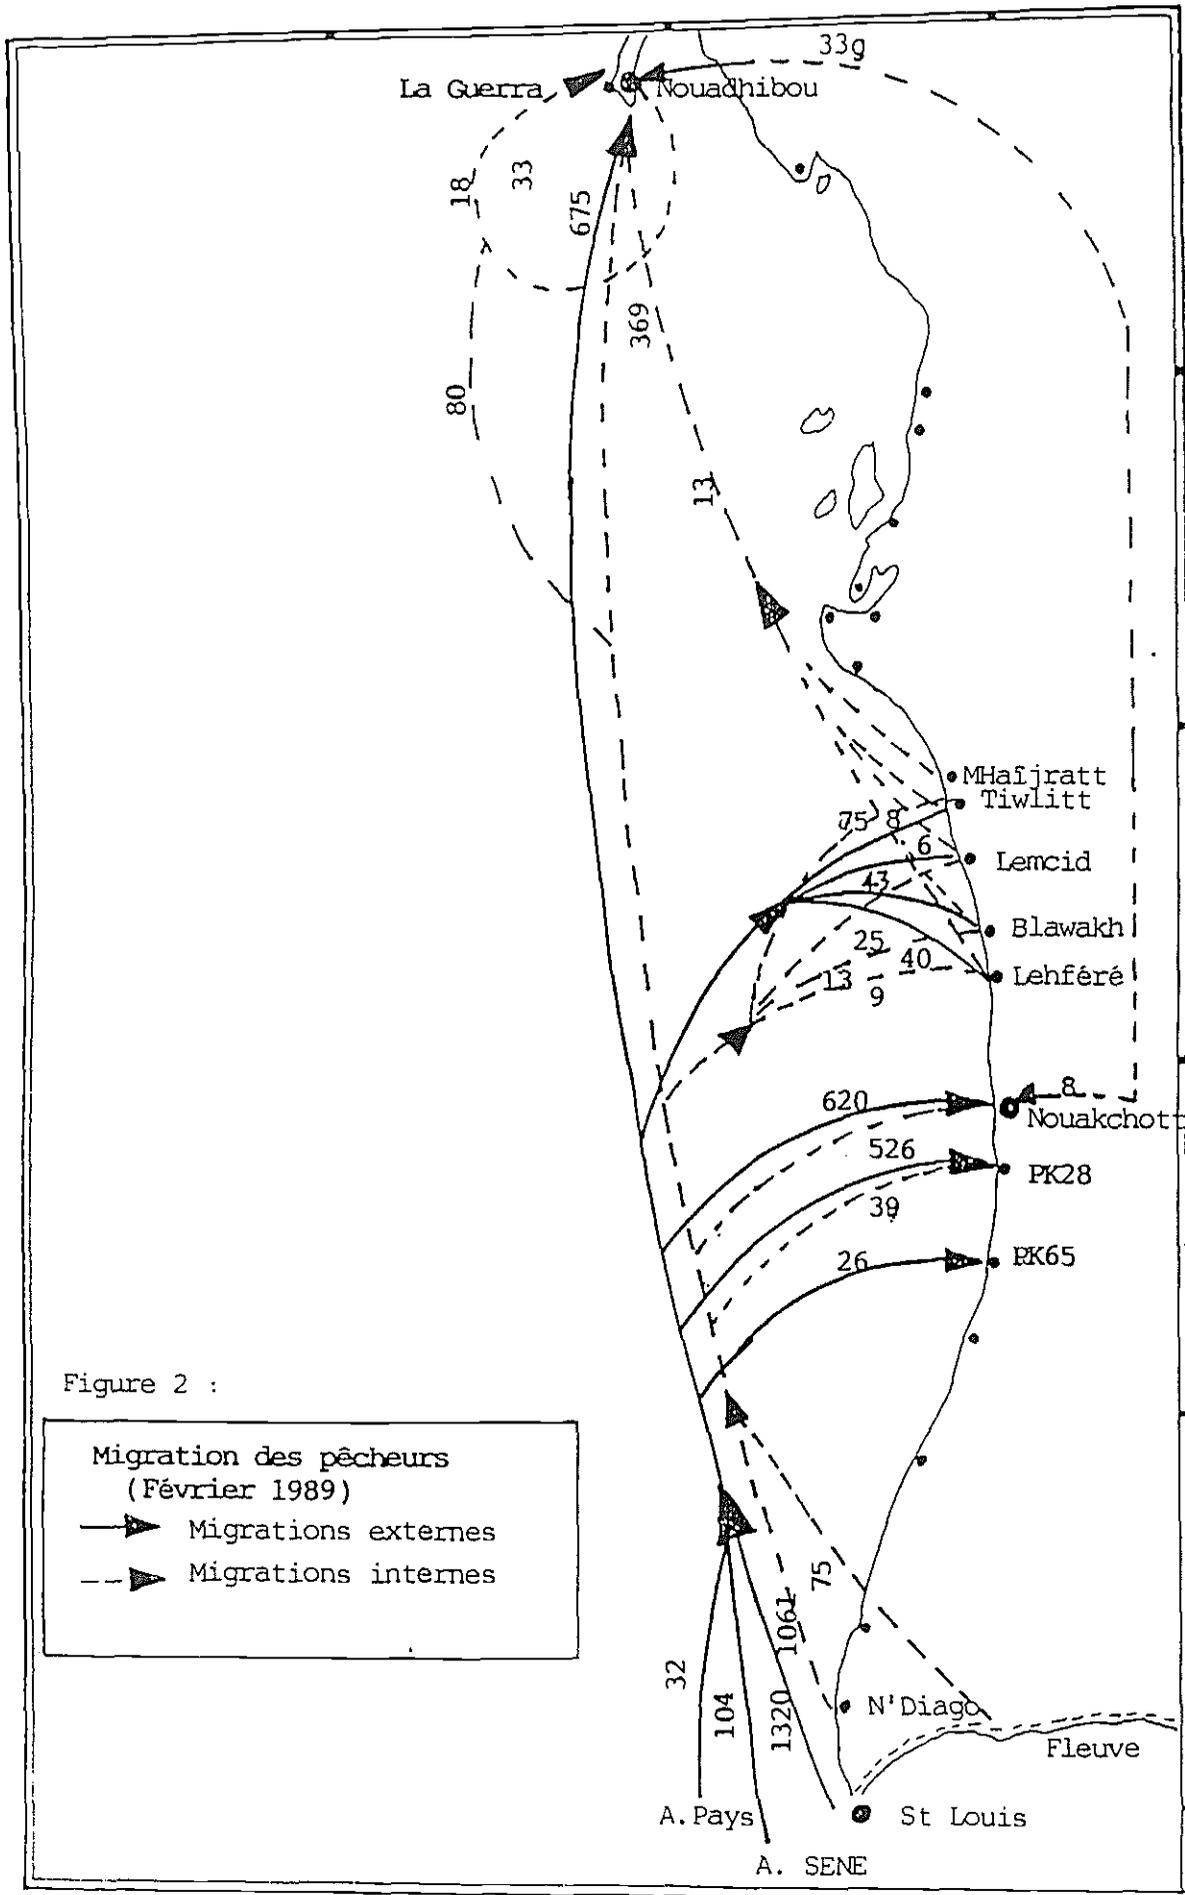 33g
La Guerra
Nouadhibou
18
33
675
369
80
13
MHaîjratt
Tiwlitt
75
8
6
Lemcid
43
Blawakh
25
40
Lehféré
13
9
8
620
Nouakchott
526
PK28
39
26
PK65
Figure 2 :
Migration des pêcheurs
(Février 1989)
Migrations externes
Migrations internes
75
1061
32
104
1320
N'Diago
Fleuve
A.Pays
St Louis
A. SENE